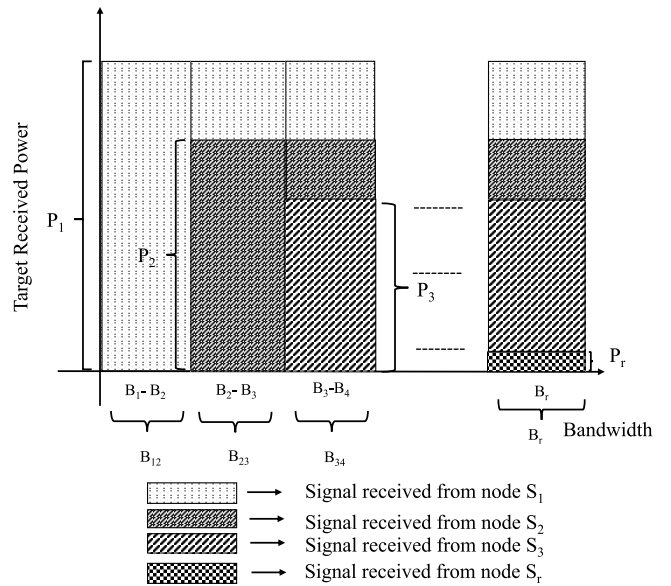 Target Received Power
P₁
P₂
P₃
Pᵣ
B₁- B₂
B₂– B₃
B₃-B₄
Bᵣ
B₁₂
B₂₃
B₃₄
Bᵣ
Bandwidth
Signal received from node S₁
Signal received from node S₂
Signal received from node S₃
Signal received from node Sᵣ